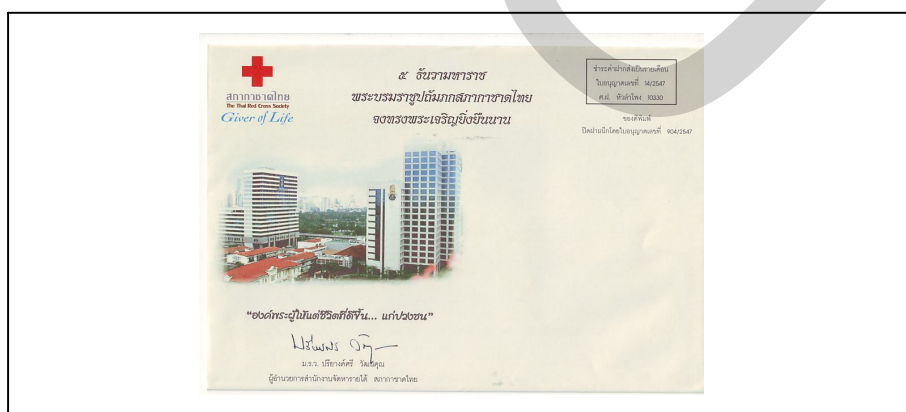 สภากาชาดไทย
The Thai Red Cross Society
Giver of Life
๕ ธันวามหาราช
พระบรมราชูปถัมภกสภากาชาดไทย
จงทรงพระเจริญยิ่งยืนนาน
ชำระค่าฝากส่งเป็นรายเดือน
ใบอนุญาตเลขที่ 14/2547
ศ.ฝ. หัวลำโพง 10330
ของตีพิมพ์
ปิดผ่านึกโดยใบอนุญาตเลขที่ 904/2547
“องค์พระผู้ให้แต่ชีวิตที่ดีขึ้น... แก่ปวงชน”
ม.ร.ว. ปรียางค์ศรี วัฒนคุณ
ผู้อำนวยการสำนักงานจัดหารายได้ สภากาชาดไทย